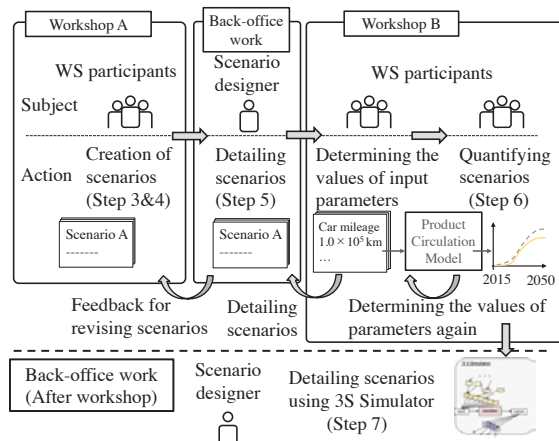 Workshop A
Back-office
work
Workshop B
WS participants
Scenario
designer
WS participants
Subject
Action
Creation of
scenarios
(Step 3&4)
Detailing
scenarios
(Step 5)
Determining the
values of input
parameters
Quantifying
scenarios
(Step 6)
Scenario A
-------
Scenario A
-------
Car mileage
1.0 × 10⁵ km
…
Product
Circulation
Model
2015
2050
Feedback for
revising scenarios
Detailing
scenarios
Determining the values of
parameters again
Back-office work
(After workshop)
Scenario
designer
Detailing scenarios
using 3S Simulator
(Step 7)